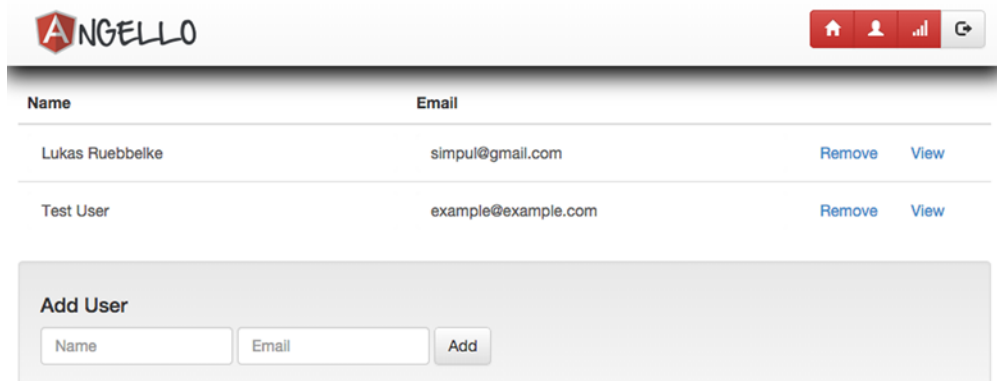 ANGELLO
Name Email
Lukas Ruebbelke simpul@gmail.com Remove View
Test User example@example.com Remove View
Add User
Name Email Add